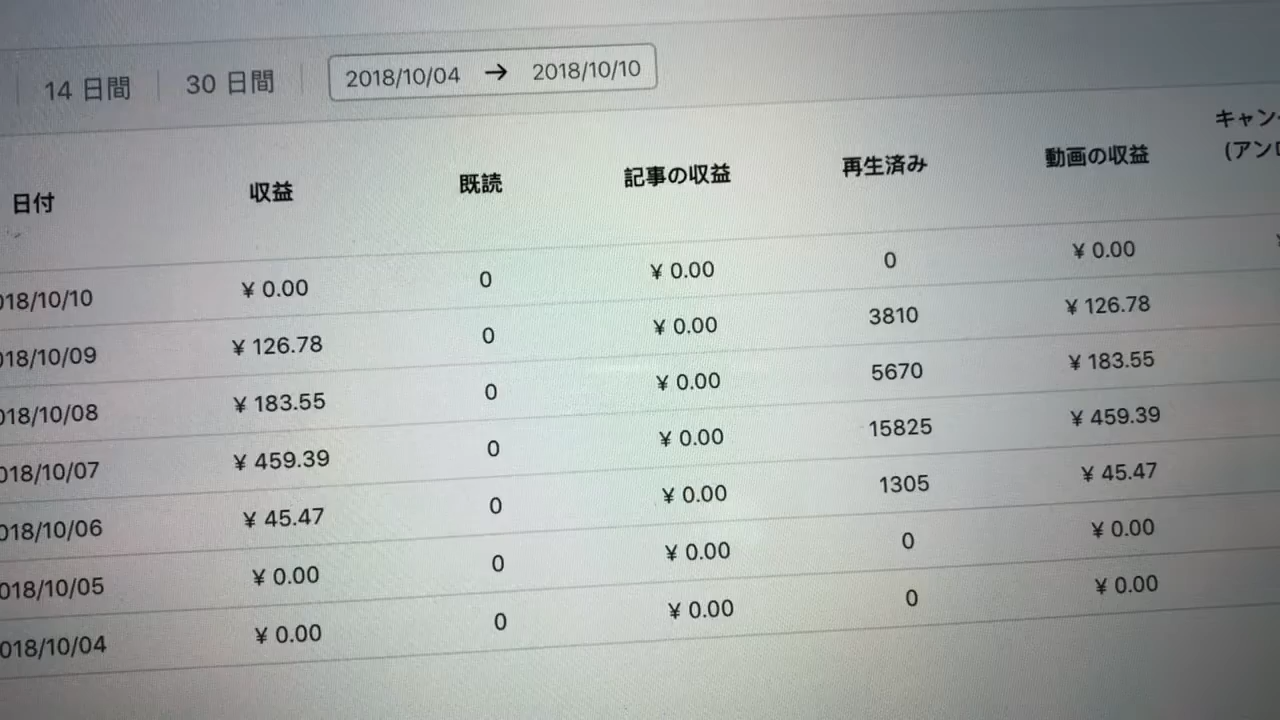 14 日間 30 日間 2018/10/04 → 2018/10/10
キャン
日付 収益 既読 記事の収益 再生済み 動画の収益 (アン
018/10/10 ¥ 0.00 0 ¥ 0.00 0 ¥ 0.00
018/10/09 ¥ 126.78 0 ¥ 0.00 3810 ¥ 126.78
018/10/08 ¥ 183.55 0 ¥ 0.00 5670 ¥ 183.55
018/10/07 ¥ 459.39 0 ¥ 0.00 15825 ¥ 459.39
018/10/06 ¥ 45.47 0 ¥ 0.00 1305 ¥ 45.47
018/10/05 ¥ 0.00 0 ¥ 0.00 0 ¥ 0.00
018/10/04 ¥ 0.00 0 ¥ 0.00 0 ¥ 0.00